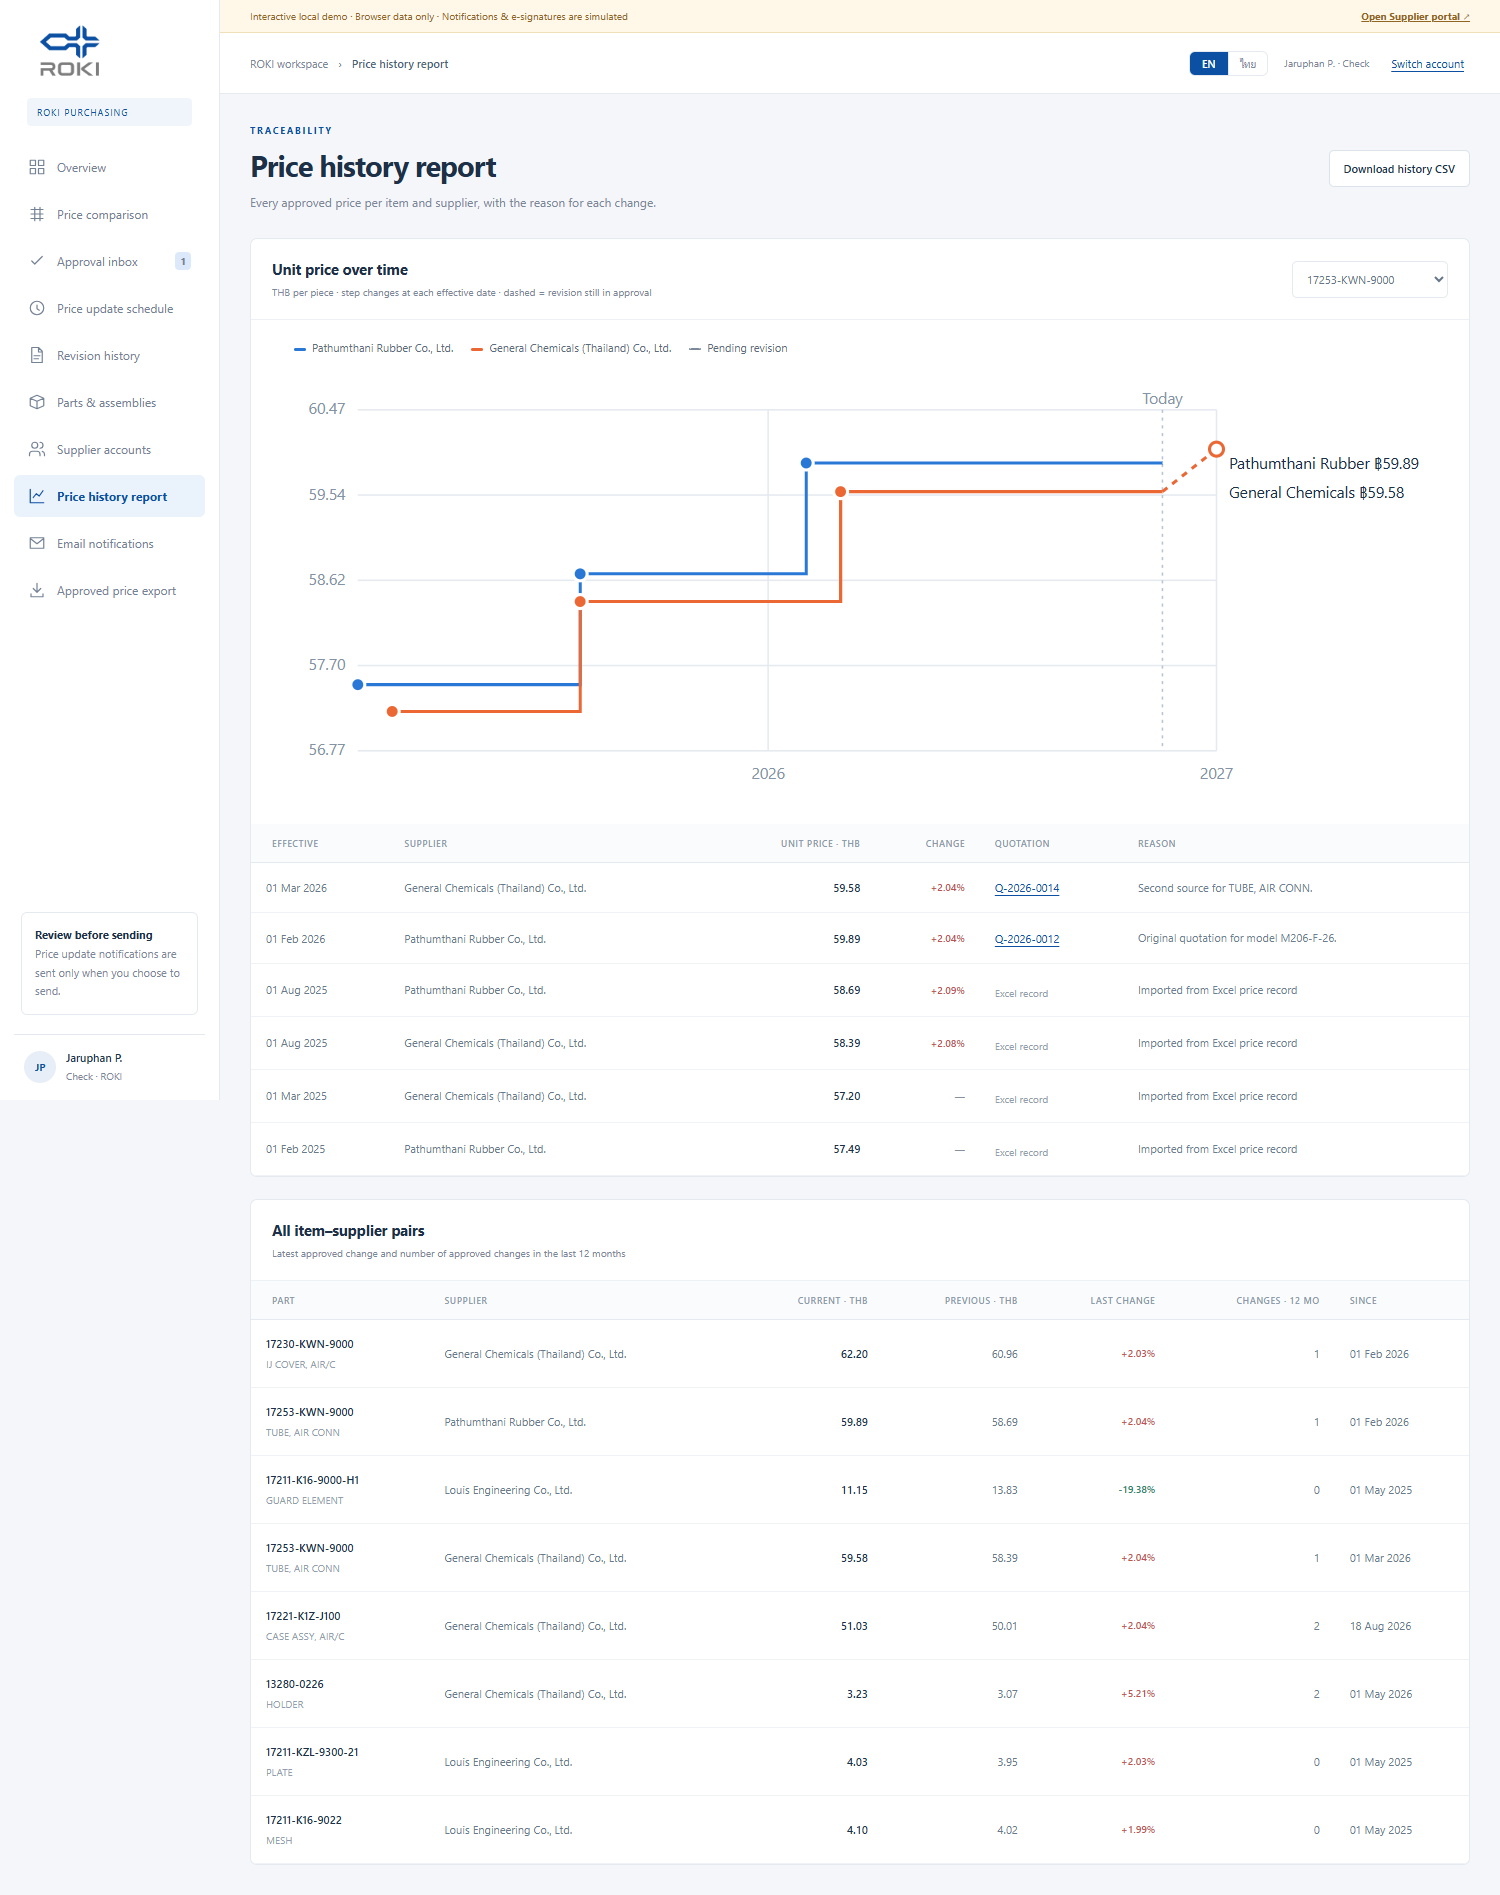 Interactive local demo · Browser data only · Notifications & e-signatures are simulated
Open Supplier portal ↗
ROKI
ROKI PURCHASING
Overview
Price comparison
Approval inbox
1
Price update schedule
Revision history
Parts & assemblies
Supplier accounts
Price history report
Email notifications
Approved price export
Review before sending
Price update notifications are
sent only when you choose to
send.
JP
Jaruphan P.
Check · ROKI
ROKI workspace › Price history report
EN
ไทย
Jaruphan P. · Check
Switch account
TRACEABILITY
Price history report
Every approved price per item and supplier, with the reason for each change.
Download history CSV
Unit price over time
THB per piece · step changes at each effective date · dashed = revision still in approval
17253-KWN-9000
Pathumthani Rubber Co., Ltd.
General Chemicals (Thailand) Co., Ltd.
Pending revision
Today
60.47
59.54
58.62
57.70
56.77
Pathumthani Rubber ฿59.89
General Chemicals ฿59.58
2026
2027
EFFECTIVE SUPPLIER UNIT PRICE · THB CHANGE QUOTATION REASON
01 Mar 2026 General Chemicals (Thailand) Co., Ltd. 59.58 +2.04% Q-2026-0014 Second source for TUBE, AIR CONN.
01 Feb 2026 Pathumthani Rubber Co., Ltd. 59.89 +2.04% Q-2026-0012 Original quotation for model M206-F-26.
01 Aug 2025 Pathumthani Rubber Co., Ltd. 58.69 +2.09% Excel record Imported from Excel price record
01 Aug 2025 General Chemicals (Thailand) Co., Ltd. 58.39 +2.08% Excel record Imported from Excel price record
01 Mar 2025 General Chemicals (Thailand) Co., Ltd. 57.20 — Excel record Imported from Excel price record
01 Feb 2025 Pathumthani Rubber Co., Ltd. 57.49 — Excel record Imported from Excel price record
All item–supplier pairs
Latest approved change and number of approved changes in the last 12 months
PART SUPPLIER CURRENT · THB PREVIOUS · THB LAST CHANGE CHANGES · 12 MO SINCE
17230-KWN-9000
IJ COVER, AIR/C
General Chemicals (Thailand) Co., Ltd. 62.20 60.96 +2.03% 1 01 Feb 2026
17253-KWN-9000
TUBE, AIR CONN
Pathumthani Rubber Co., Ltd. 59.89 58.69 +2.04% 1 01 Feb 2026
17211-K16-9000-H1
GUARD ELEMENT
Louis Engineering Co., Ltd. 11.15 13.83 -19.38% 0 01 May 2025
17253-KWN-9000
TUBE, AIR CONN
General Chemicals (Thailand) Co., Ltd. 59.58 58.39 +2.04% 1 01 Mar 2026
17221-K1Z-J100
CASE ASSY, AIR/C
General Chemicals (Thailand) Co., Ltd. 51.03 50.01 +2.04% 2 18 Aug 2026
13280-0226
HOLDER
General Chemicals (Thailand) Co., Ltd. 3.23 3.07 +5.21% 2 01 May 2026
17211-KZL-9300-21
PLATE
Louis Engineering Co., Ltd. 4.03 3.95 +2.03% 0 01 May 2025
17211-K16-9022
MESH
Louis Engineering Co., Ltd. 4.10 4.02 +1.99% 0 01 May 2025